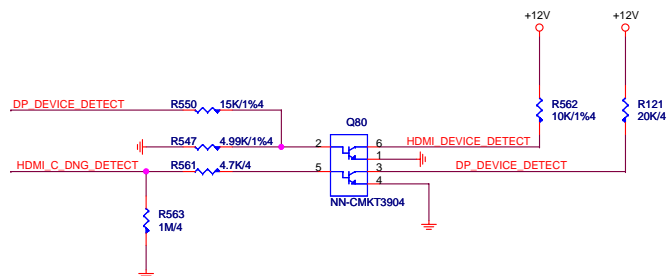 +12V
+12V
R562
10K/1%4
R121
20K/4
DP_DEVICE_DETECT
R550
15K/1%4
Q80
R547
4.99K/1%4
2
6
HDMI_DEVICE_DETECT
1
HDMI_C_DNG_DETECT
R561
4.7K/4
5
3
DP_DEVICE_DETECT
4
NN-CMKT3904
R563
1M/4